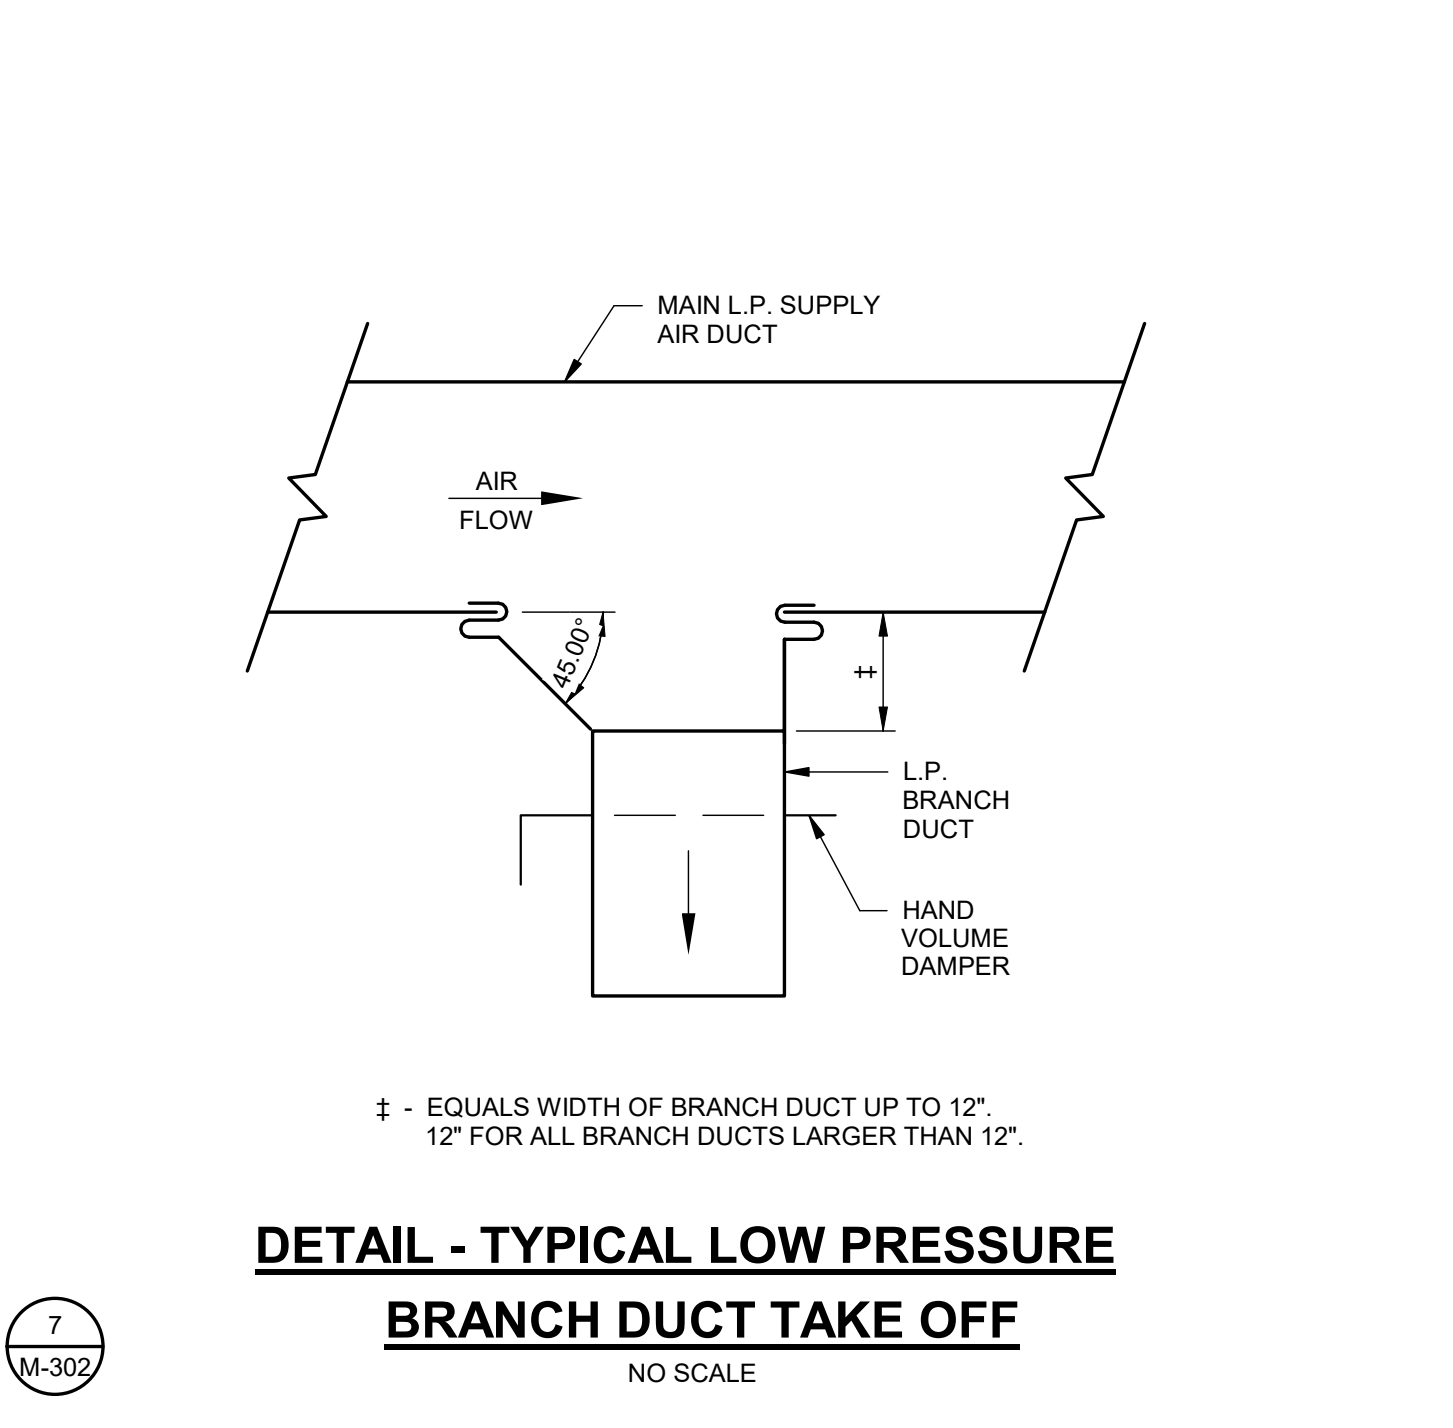 MAIN L.P. SUPPLY
AIR DUCT
AIR
FLOW
45.00°
‡
L.P.
BRANCH
DUCT
HAND
VOLUME
DAMPER
‡ - EQUALS WIDTH OF BRANCH DUCT UP TO 12".
12" FOR ALL BRANCH DUCTS LARGER THAN 12".
DETAIL - TYPICAL LOW PRESSURE
BRANCH DUCT TAKE OFF
NO SCALE
7
M-302